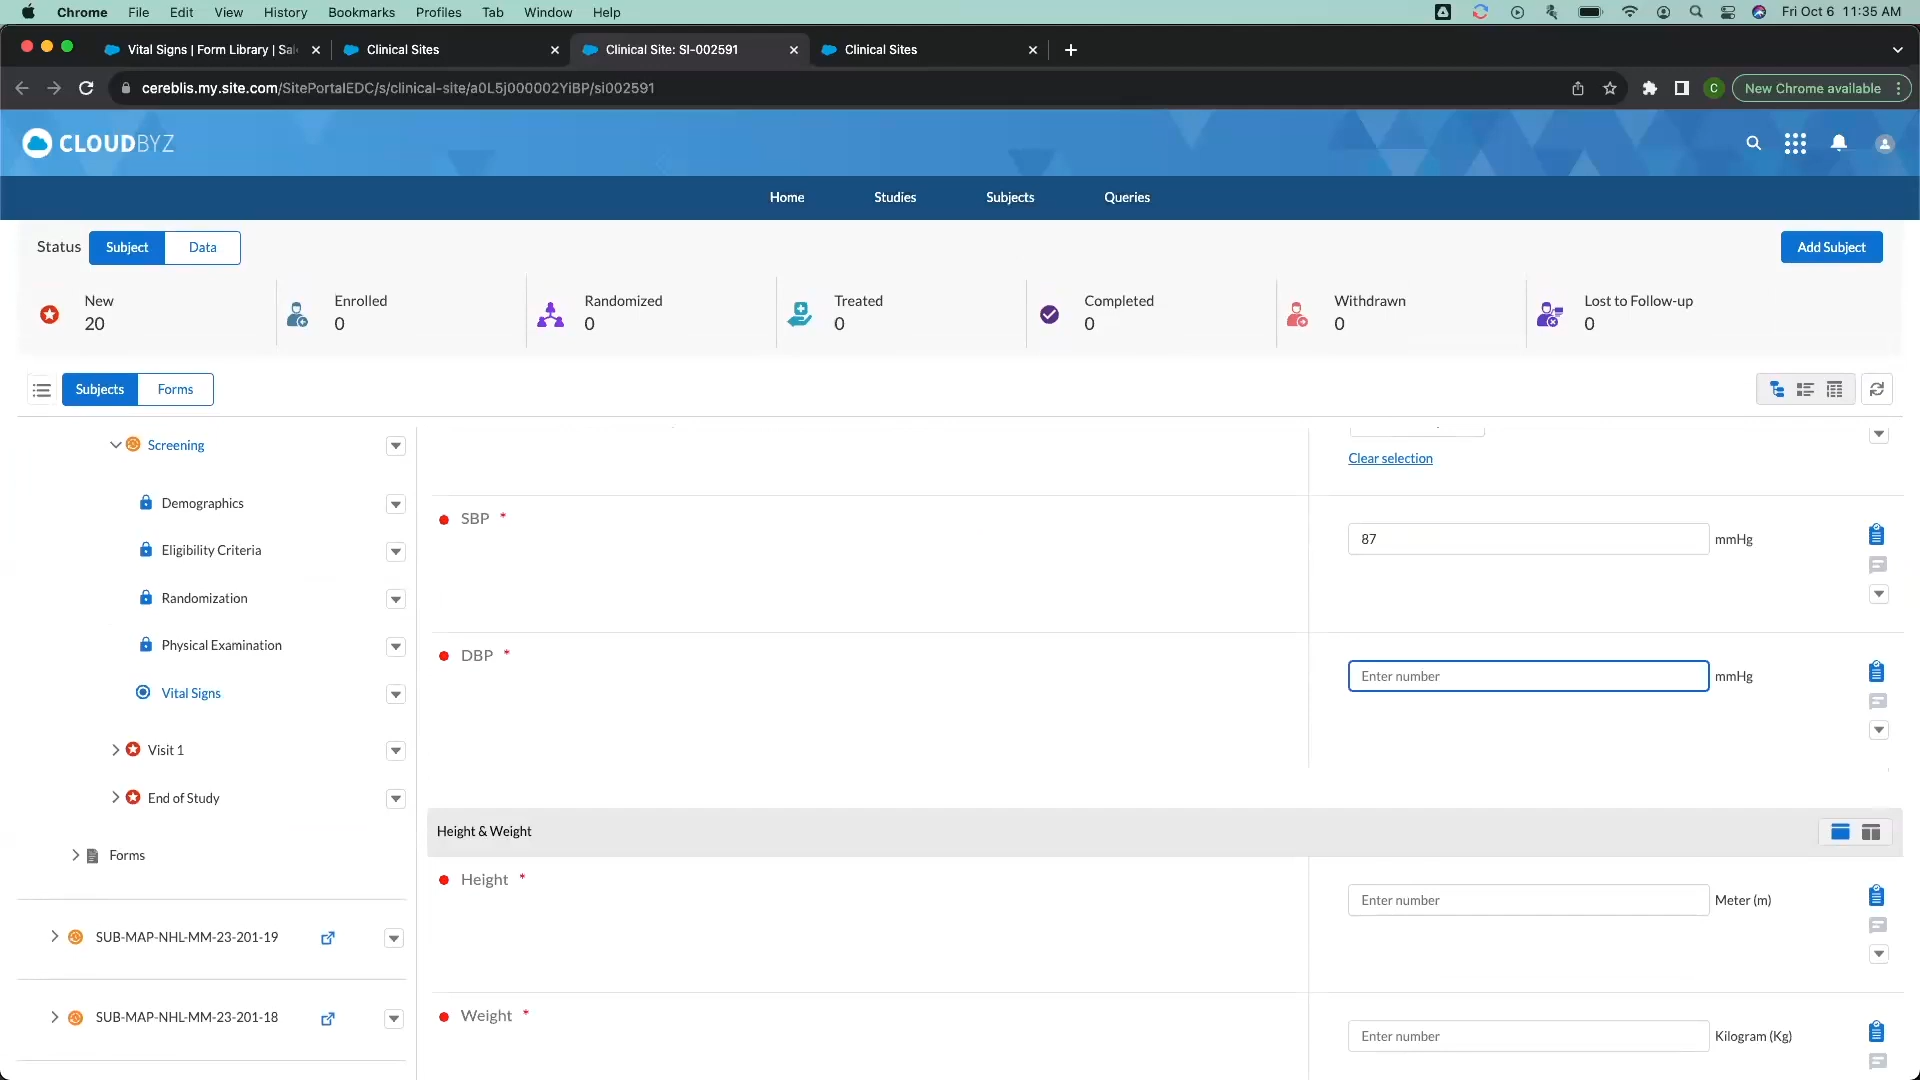 Chrome File Edit View History Bookmarks Profiles Tab Window Help Fri Oct 6 11:35 AM
Vital Signs | Form Library | Sal Clinical Sites Clinical Site: SI-002591 Clinical Sites
cereblis.my.site.com/SitePortalEDC/s/clinical-site/a0L5j000002YiBP/si002591 C New Chrome available
CLOUDBYZ
Home Studies Subjects Queries
Status Subject Data Add Subject
New Enrolled Randomized Treated Completed Withdrawn Lost to Follow-up
20 0 0 0 0 0 0
Subjects Forms
Screening
Clear selection
Demographics
SBP *
87 mmHg
Eligibility Criteria
Randomization
Physical Examination
DBP *
Enter number mmHg
Vital Signs
Visit 1
End of Study
Height & Weight
Forms
Height *
Enter number Meter (m)
SUB-MAP-NHL-MM-23-201-19
SUB-MAP-NHL-MM-23-201-18
Weight *
Enter number Kilogram (Kg)